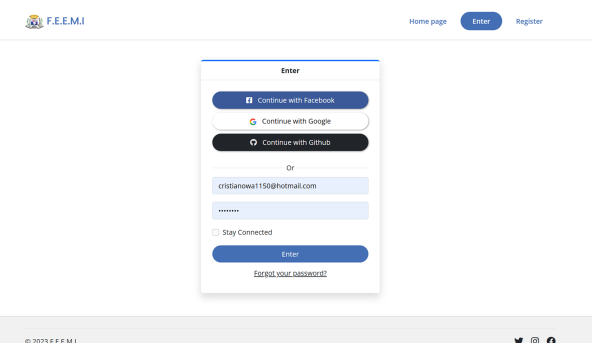 F.E.E.M.I
Home page
Enter
Register
Enter
Continue with Facebook
Continue with Google
Continue with Github
Or
cristianowa1150@hotmail.com
••••••••
Stay Connected
Enter
Forgot your password?
© 2023 F.E.E.M.I